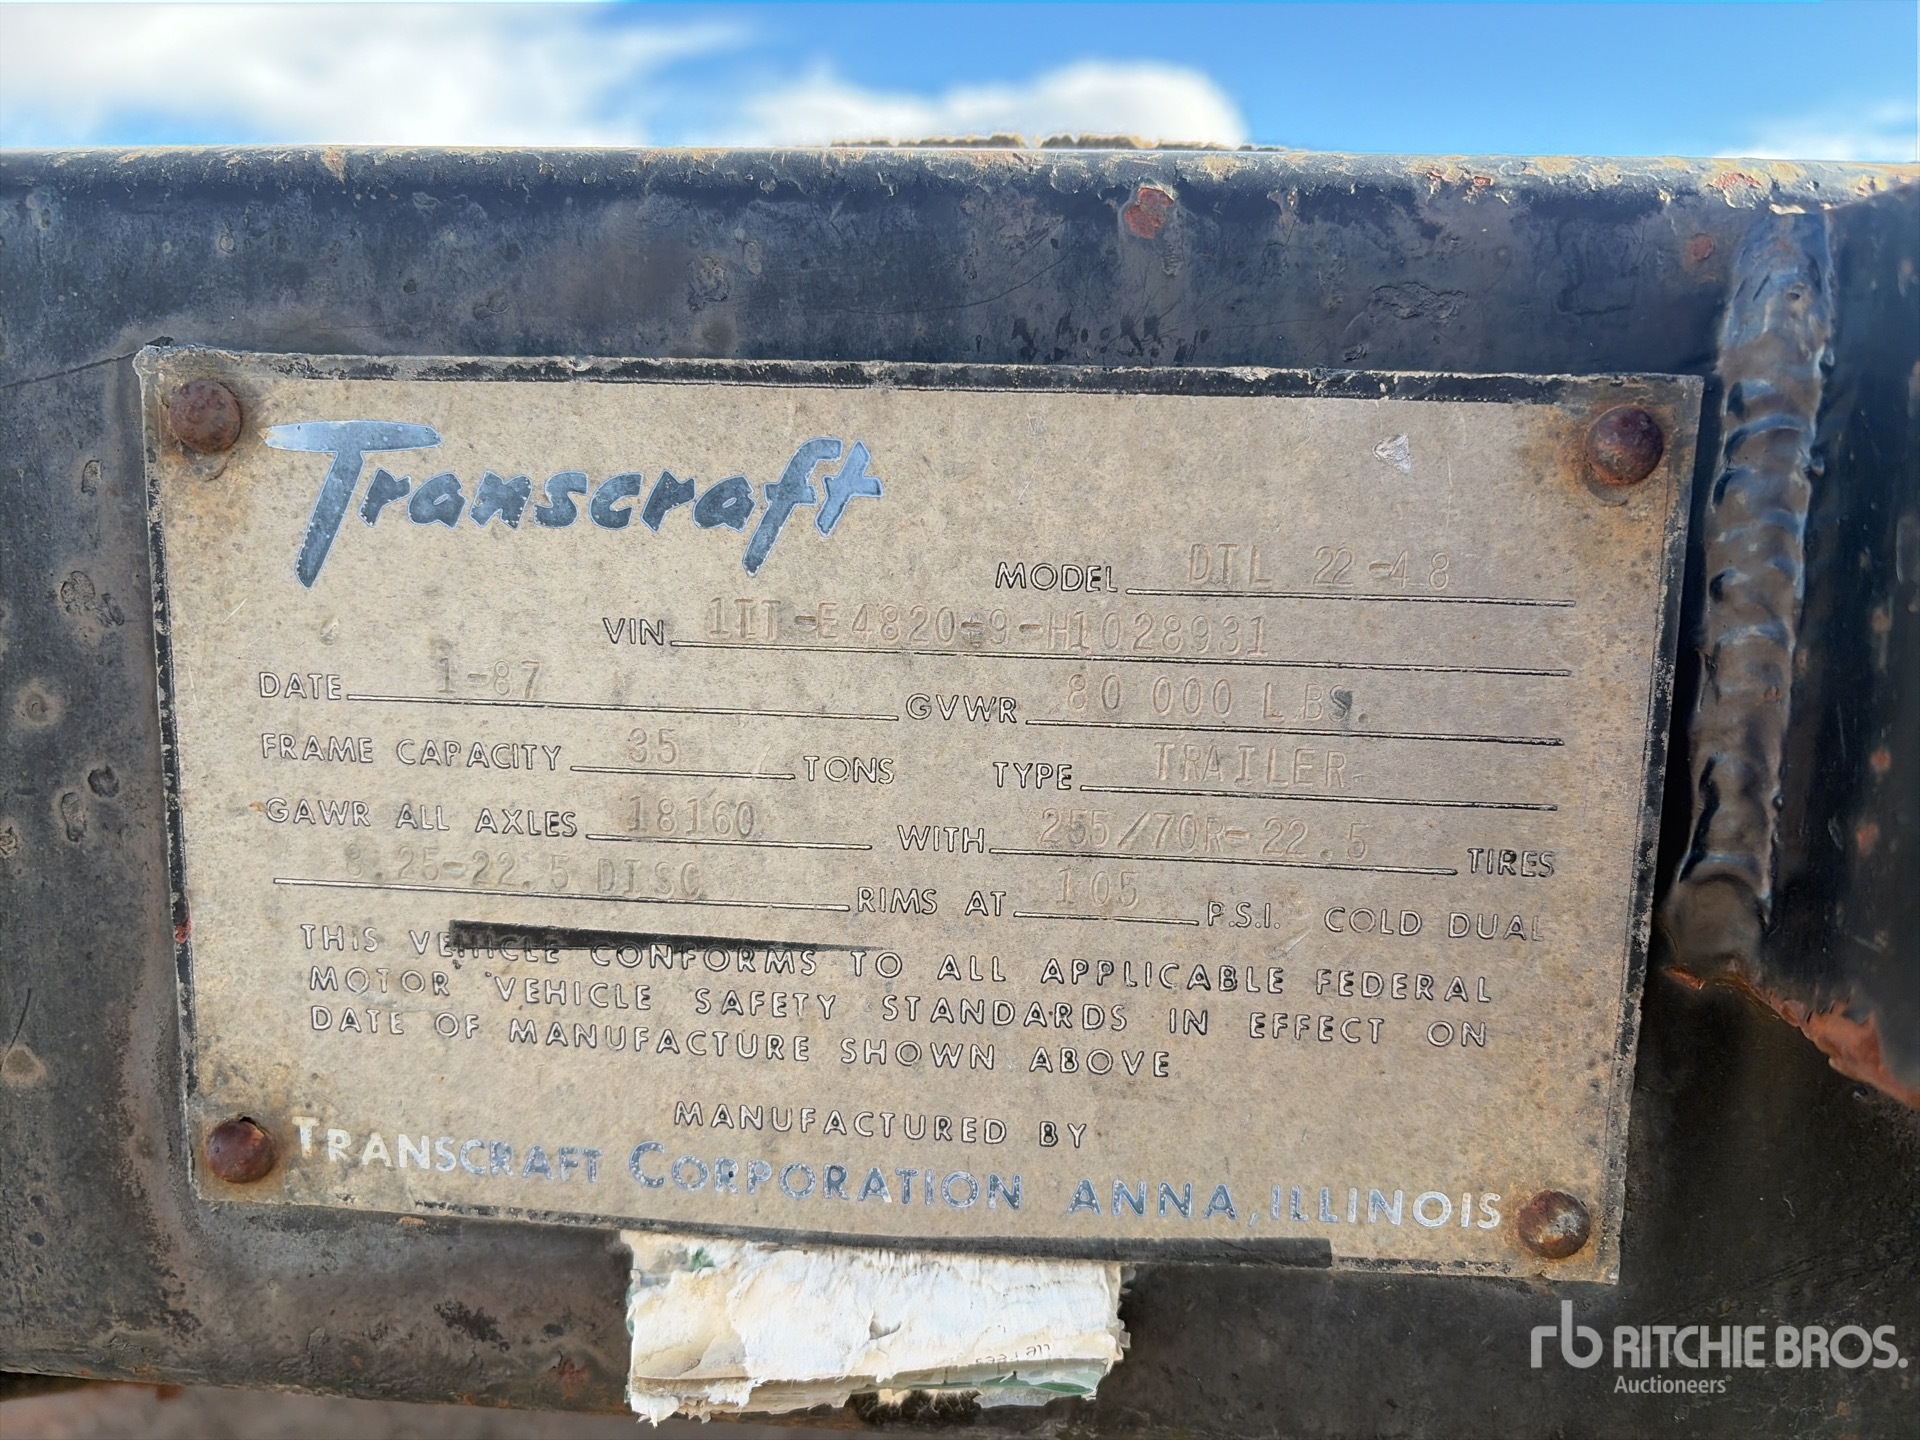 Transcraft
MODEL DTL 22-48
VIN 1TT-E4820-9-H1028931
DATE 1-87 GVWR 80 000 LBS.
FRAME CAPACITY 35 TONS TYPE TRAILER
GAWR ALL AXLES 18160 WITH 255/70R-22.5 TIRES
8.25-22.5 DISC RIMS AT 105 P.S.I. COLD DUAL
THIS VEHICLE CONFORMS TO ALL APPLICABLE FEDERAL
MOTOR VEHICLE SAFETY STANDARDS IN EFFECT ON
DATE OF MANUFACTURE SHOWN ABOVE
MANUFACTURED BY
TRANSCRAFT CORPORATION ANNA, ILLINOIS
rb RITCHIE BROS.
Auctioneers